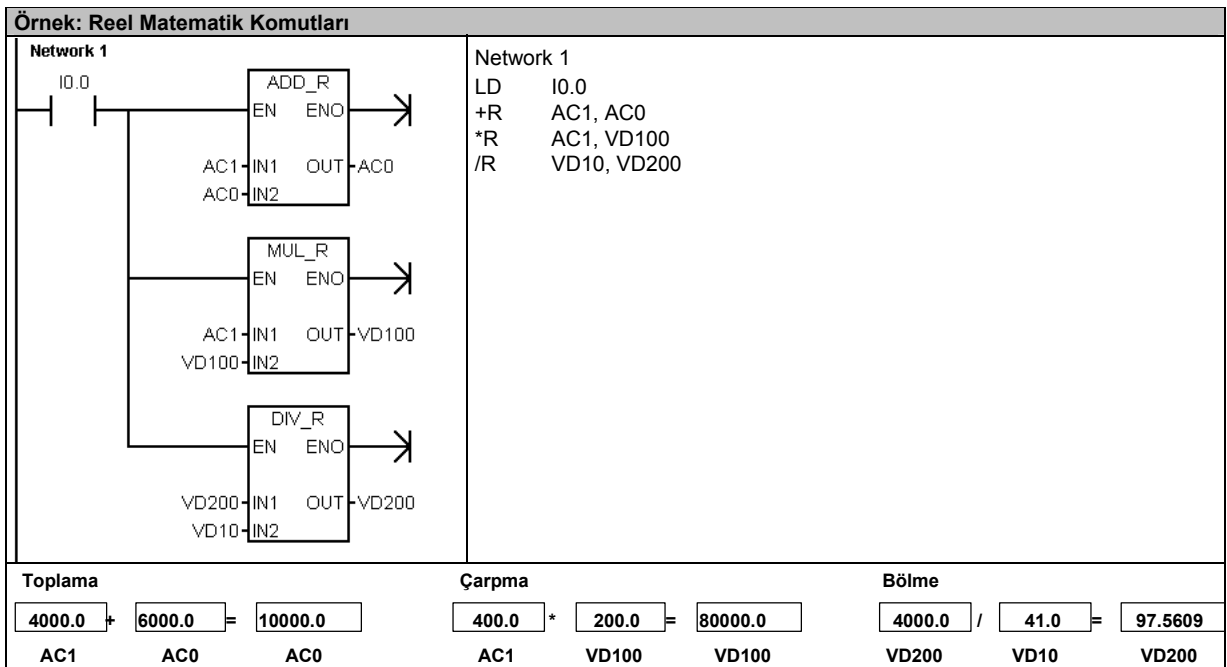 Örnek: Reel Matematik Komutları
Network 1
I0.0
ADD_R
EN ENO
AC1 IN1 OUT AC0
AC0 IN2
MUL_R
EN ENO
AC1 IN1 OUT VD100
VD100 IN2
DIV_R
EN ENO
VD200 IN1 OUT VD200
VD10 IN2
Network 1
LD I0.0
+R AC1, AC0
*R AC1, VD100
/R VD10, VD200
Toplama
4000.0 + 6000.0 = 10000.0
AC1 AC0 AC0
Çarpma
400.0 * 200.0 = 80000.0
AC1 VD100 VD100
Bölme
4000.0 / 41.0 = 97.5609
VD200 VD10 VD200